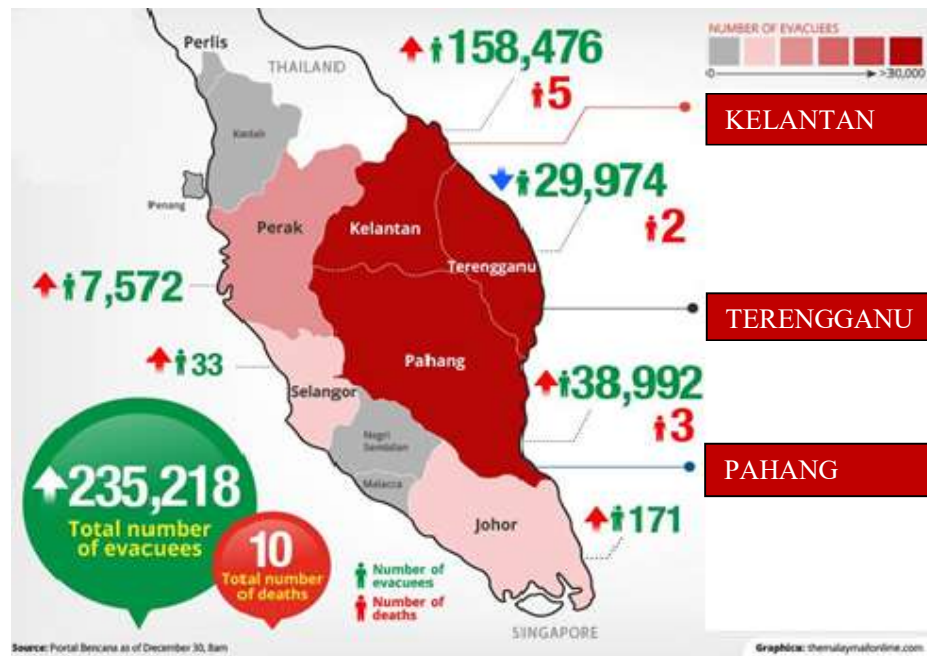 Perlis
THAILAND
158,476
5
NUMBER OF EVACUEES
0
>30,000
KELANTAN
Kedah
Penang
Perak
Kelantan
29,974
2
Terengganu
7,572
TERENGGANU
33
Pahang
Selangor
38,992
3
Negri
Sembilan
Malacca
PAHANG
235,218
Total number
of evacuees
10
Total number
of deaths
Johor
171
Number of
evacuees
Number of
deaths
SINGAPORE
Source: Portal Bencana as of December 30, 8am
Graphics: themalaymailonline.com